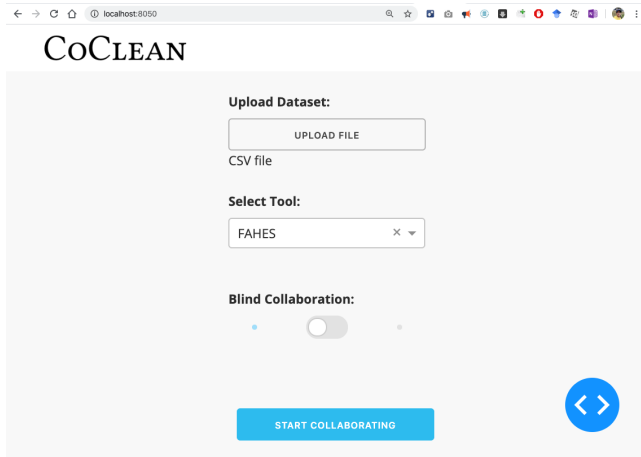 localhost:8050
CoClean
Upload Dataset:
UPLOAD FILE
CSV file
Select Tool:
FAHES
Blind Collaboration:
START COLLABORATING